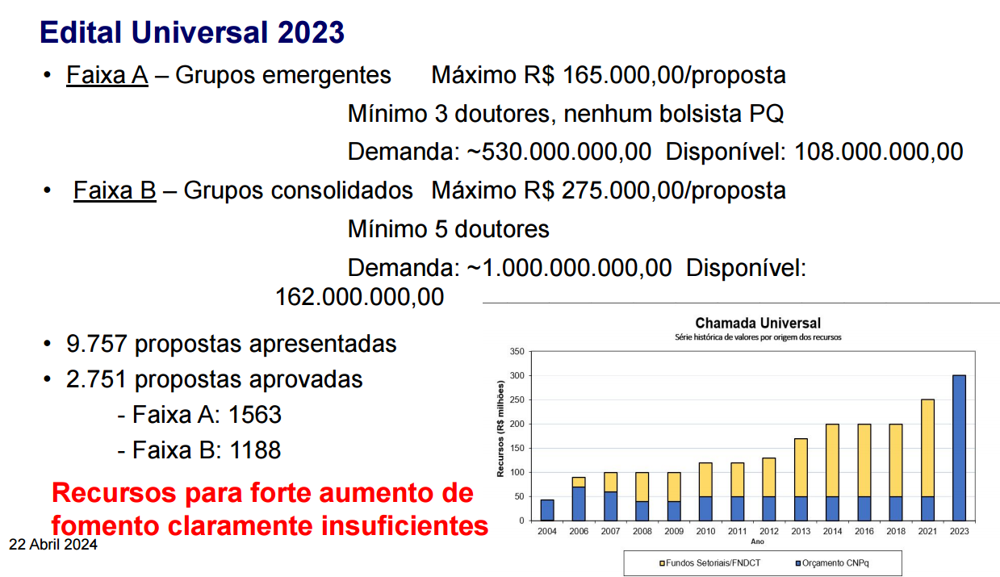 Edital Universal 2023
• Faixa A – Grupos emergentes Máximo R$ 165.000,00/proposta
Mínimo 3 doutores, nenhum bolsista PQ
Demanda: ~530.000.000,00 Disponível: 108.000.000,00
• Faixa B – Grupos consolidados Máximo R$ 275.000,00/proposta
Mínimo 5 doutores
Demanda: ~1.000.000.000,00 Disponível:
162.000.000,00
• 9.757 propostas apresentadas
• 2.751 propostas aprovadas
- Faixa A: 1563
- Faixa B: 1188
Recursos para forte aumento de
fomento claramente insuficientes
22 Abril 2024
Chamada Universal
Série histórica de valores por origem dos recursos
Recursos (R$ milhões)
350
300
250
200
150
100
50
0
2004 2006 2007 2008 2009 2010 2011 2012 2013 2014 2016 2018 2021 2023
Ano
Fundos Setoriais/FNDCT Orçamento CNPq